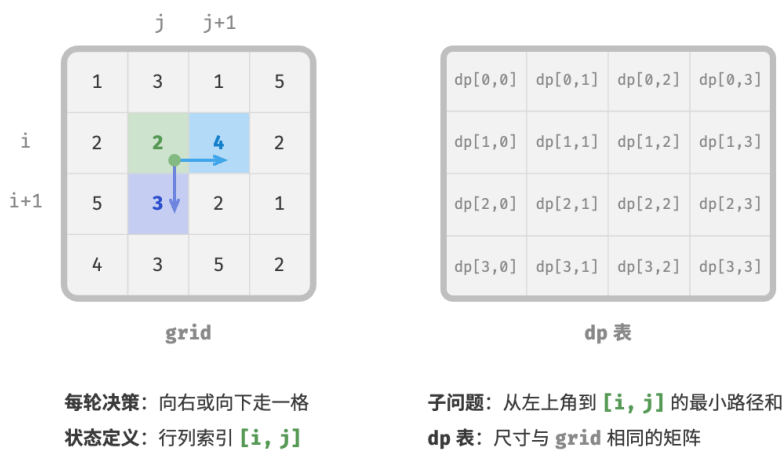 j j+1
1 3 1 5
i 2 2 4 2
i+1 5 3 2 1
4 3 5 2
grid
dp[0,0] dp[0,1] dp[0,2] dp[0,3]
dp[1,0] dp[1,1] dp[1,2] dp[1,3]
dp[2,0] dp[2,1] dp[2,2] dp[2,3]
dp[3,0] dp[3,1] dp[3,2] dp[3,3]
dp 表
每轮决策：向右或向下走一格
状态定义：行列索引 [i, j]
子问题：从左上角到 [i, j] 的最小路径和
dp 表：尺寸与 grid 相同的矩阵